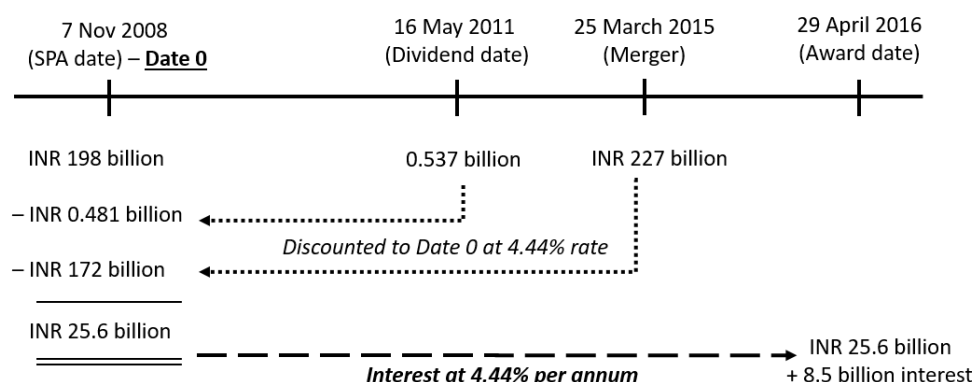 7 Nov 2008
(SPA date) – Date 0
16 May 2011
(Dividend date)
25 March 2015
(Merger)
29 April 2016
(Award date)
INR 198 billion
0.537 billion
INR 227 billion
– INR 0.481 billion
Discounted to Date 0 at 4.44% rate
– INR 172 billion
INR 25.6 billion
Interest at 4.44% per annum
INR 25.6 billion
+ 8.5 billion interest